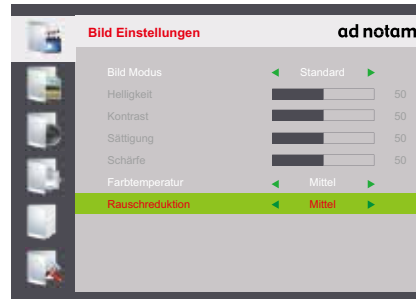 Bild Einstellungen
ad notam
Bild Modus Standard
Helligkeit 50
Kontrast 50
Sättigung 50
Schärfe 50
Farbtemperatur Mittel
Rauschreduktion Mittel